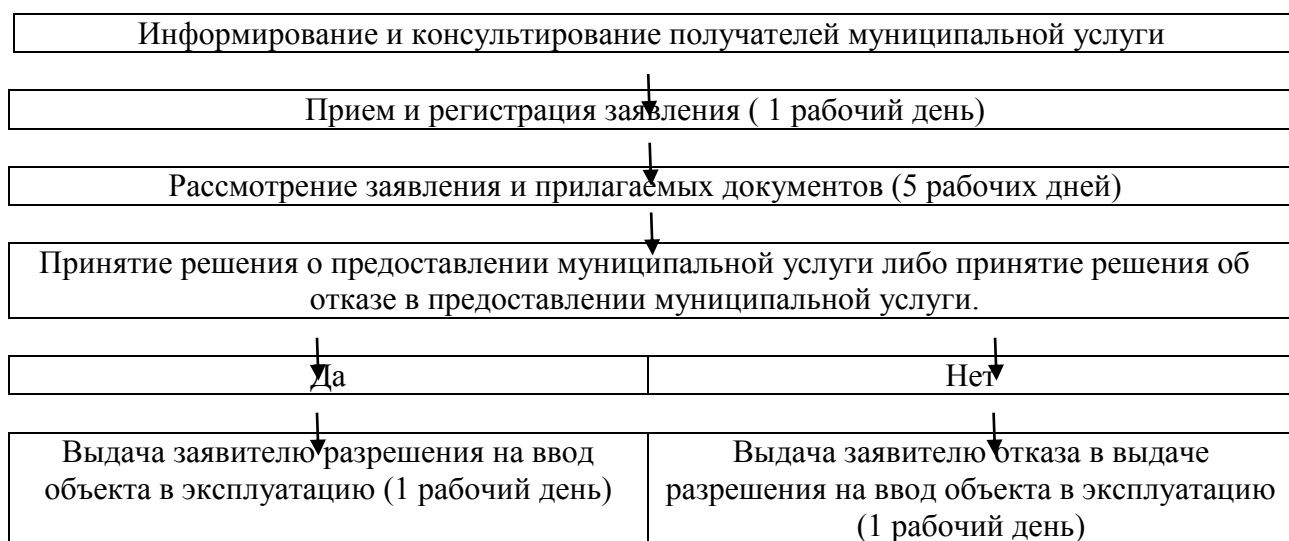 Информирование и консультирование получателей муниципальной услуги
Прием и регистрация заявления ( 1 рабочий день)
Рассмотрение заявления и прилагаемых документов (5 рабочих дней)
Принятие решения о предоставлении муниципальной услуги либо принятие решения об
отказе в предоставлении муниципальной услуги.
Да
Нет
Выдача заявителю разрешения на ввод
объекта в эксплуатацию (1 рабочий день)
Выдача заявителю отказа в выдаче
разрешения на ввод объекта в эксплуатацию
(1 рабочий день)